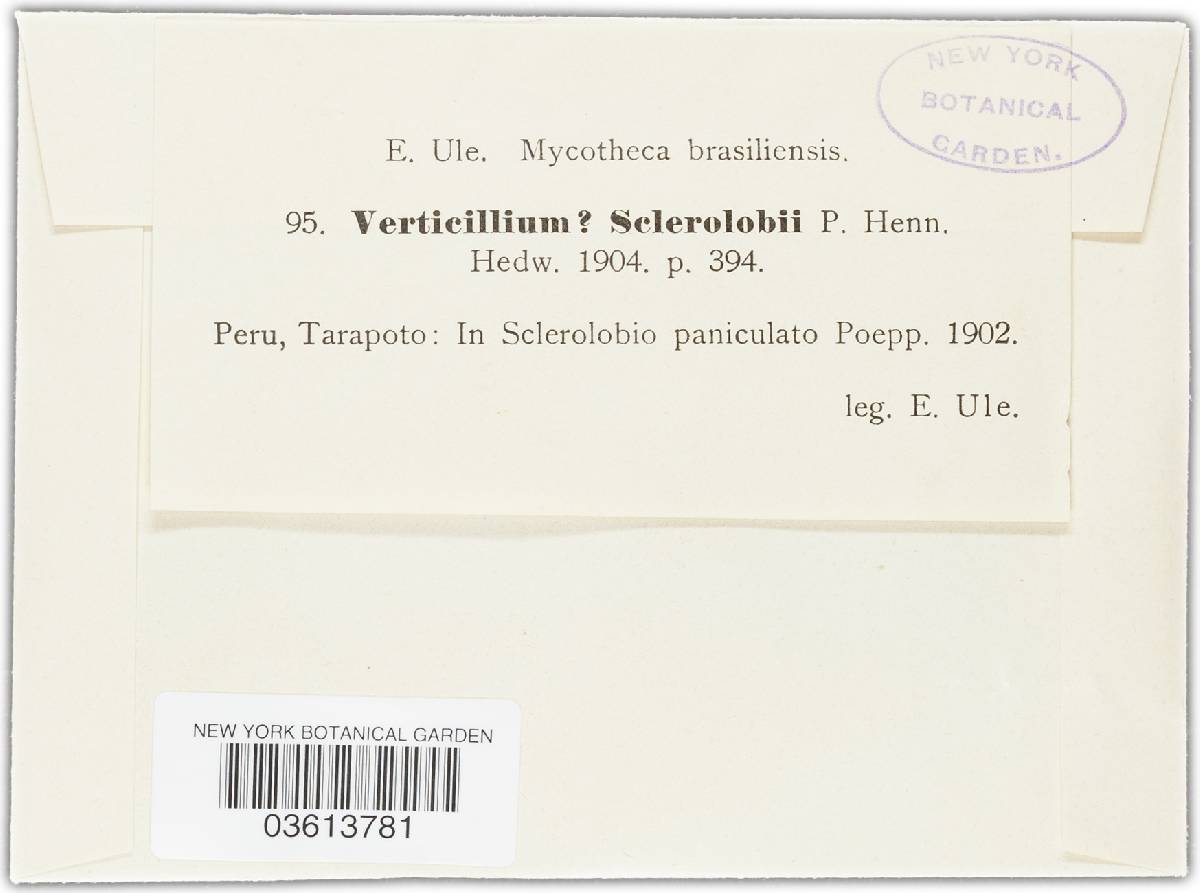 NEW YORK
BOTANICAL
GARDEN.
E. Ule. Mycotheca brasiliensis.
95. Verticillium? Sclerolobii P. Henn.
Hedw. 1904. p. 394.
Peru, Tarapoto: In Sclerolobio paniculato Poepp. 1902.
leg. E. Ule.
NEW YORK BOTANICAL GARDEN
03613781